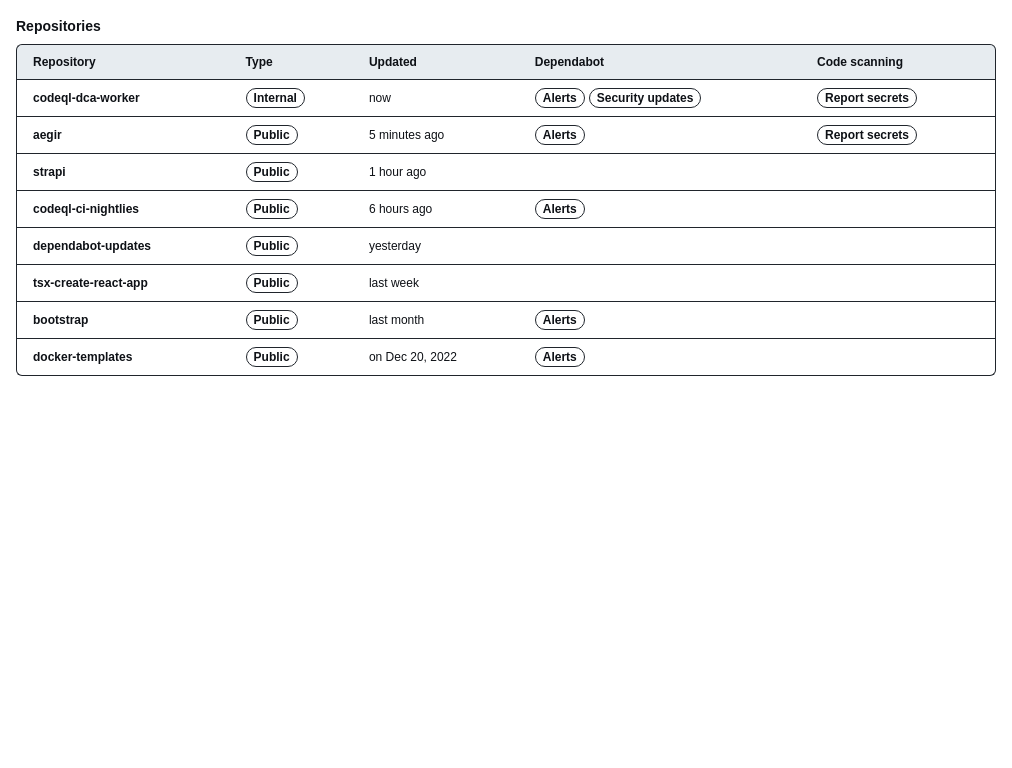 Repositories
Repository Type Updated Dependabot Code scanning
codeql-dca-worker Internal now Alerts Security updates Report secrets
aegir Public 5 minutes ago Alerts Report secrets
strapi Public 1 hour ago
codeql-ci-nightlies Public 6 hours ago Alerts
dependabot-updates Public yesterday
tsx-create-react-app Public last week
bootstrap Public last month Alerts
docker-templates Public on Dec 20, 2022 Alerts